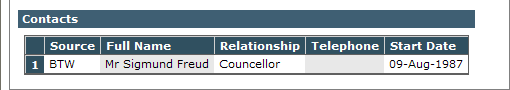 Contacts
Source Full Name Relationship Telephone Start Date
1 BTW Mr Sigmund Freud Councellor 09-Aug-1987